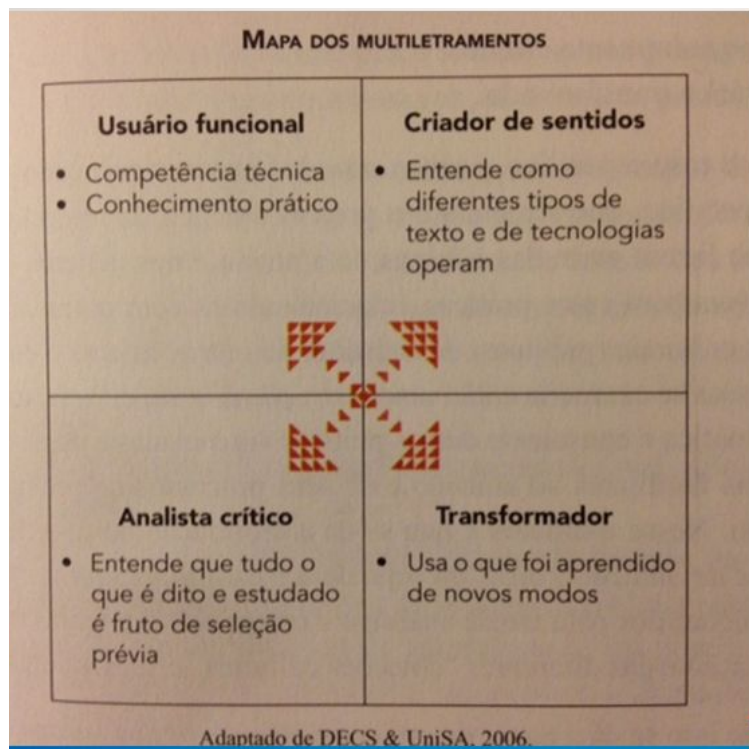 MAPA DOS MULTILETRAMENTOS
Usuário funcional
• Competência técnica
• Conhecimento prático
Criador de sentidos
• Entende como
diferentes tipos de
texto e de tecnologias
operam
Analista crítico
• Entende que tudo o
que é dito e estudado
é fruto de seleção
prévia
Transformador
• Usa o que foi aprendido
de novos modos
Adaptado de DECS & UniSA, 2006.